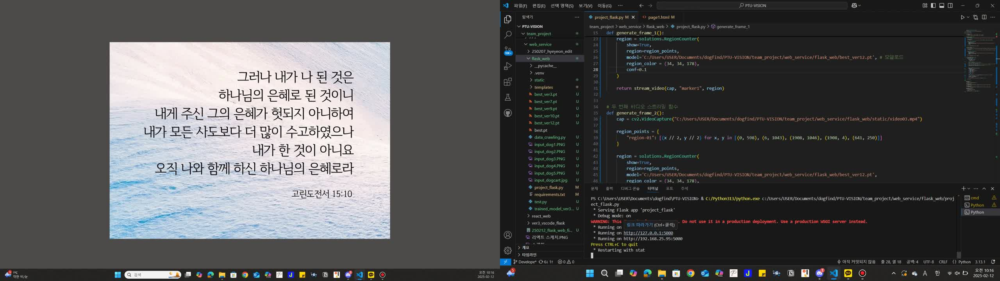 그러나 내가 나 된 것은
하나님의 은혜로 된 것이니
내게 주신 그의 은혜가 헛되지 아니하여
내가 모든 사도보다 더 많이 수고하였으나
내가 한 것이 아니요
오직 나와 함께 하신 하나님의 은혜로라
고린도전서 15:10
5
1°C
약한 비/눈
검색
오전 10:16
2025-02-12
파일(F) 편집(E) 선택 영역(S) 보기(V) 이동(G) ···
PTU-VISION
탐색기
PTU-VISION
team_project
web_service
250207_hyeyeon_edit
flask_web
__pycache__
.venv
static
templates
best_ver3.pt U
best_ver7.pt U
best_ver9.pt U
best_ver10.pt U
best_ver12.pt U
best.pt
data_crawling.py U
input_dog1.PNG U
input_dog2.PNG U
input_dog3.PNG U
input_dog4.PNG U
input_dog5.PNG U
input_dogcart.jpg U
project_flask.py M
requirements.txt M
test.py U
trained_model_ver3... U
react_web
ver3_vscode_flask
250212_flask_web_fi... U
리액트 스케치.PNG
개요
타임라인
10K+
project_flask.py M
page1.html M
team_project > web_service > flask_web > project_flask.py > generate_frame_1
15 def generate_frame_1():
23 region = solutions.RegionCounter(
24 show=True,
25 region=region_points,
26 model='C:/Users/USER/Documents/dogfind/PTU-VISION/team_project/web_service/flask_web/best_ver12.pt', # 모델로드
27 region_color = (34, 34, 178),
28 conf=0.1
29 )
30
31 return stream_video(cap, "marker1", region)
32
33
34 # 두 번째 비디오 스트리밍 함수
35 def generate_frame_2():
36 cap = cv2.VideoCapture("C:/Users/USER/Documents/dogfind/PTU-VISION/team_project/web_service/flask_web/static/video03.mp4")
37
38 region_points = {
39 "region-01": [(x // 2, y // 2) for x, y in [(0, 598), (6, 1043), (1908, 1046), (1908, 4), (641, 250)]]
40 }
41
42 region = solutions.RegionCounter(
43 show=True,
44 region=region_points,
45 model='C:/Users/USER/Documents/dogfind/PTU-VISION/team_project/web_service/flask_web/best_ver12.pt',
46 region_color = (34, 34, 178),
문제 출력 디버그 콘솔 터미널 포트 주석
PS C:\Users\USER\Documents\dogfind\PTU-VISION> & C:/Python313/python.exe c:/Users/USER/Documents/dogfind/PTU-VISION/team_project/web_service/flask_web/proj
ect_flask.py
* Serving Flask app 'project_flask'
* Debug mode: on
WARNING: This . Do not use it in a production deployment. Use a production WSGI server instead.
링크 따라가기 (Ctrl+클릭)
* Running on
* Running on http://127.0.0.1:5000
* Running on http://192.168.25.95:5000
Press CTRL+C to quit
* Restarting with stat
cmd
Python
Python
Develope* 6↓ 1↑ 0 0
아직 커밋되지 않음 줄 28, 열 18 공백: 4 UTF-8 CRLF {} Python 3.13.1
5
A 한
오전 10:16
2025-02-12